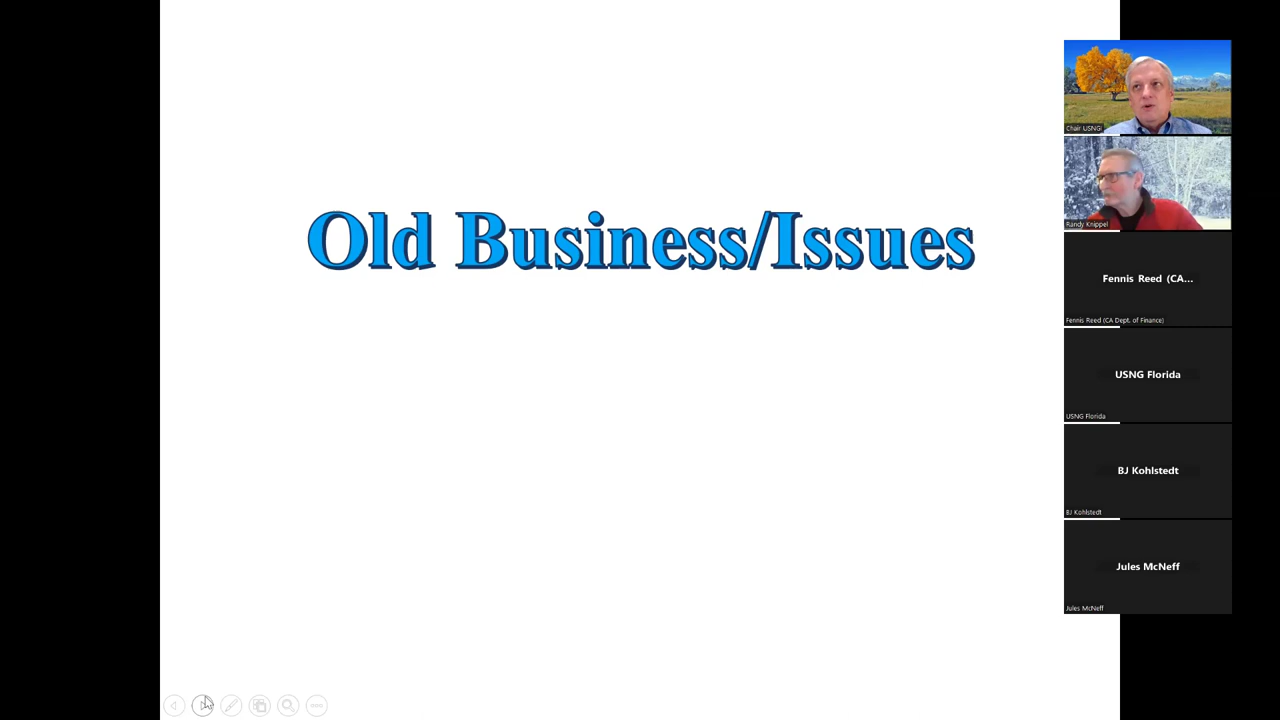 Old Business/Issues
Chair USNGI
Randy Knippel
Fennis Reed (CA...
Fennis Reed (CA Dept. of Finance)
USNG Florida
USNG Florida
BJ Kohlstedt
BJ Kohlstedt
Jules McNeff
Jules McNeff